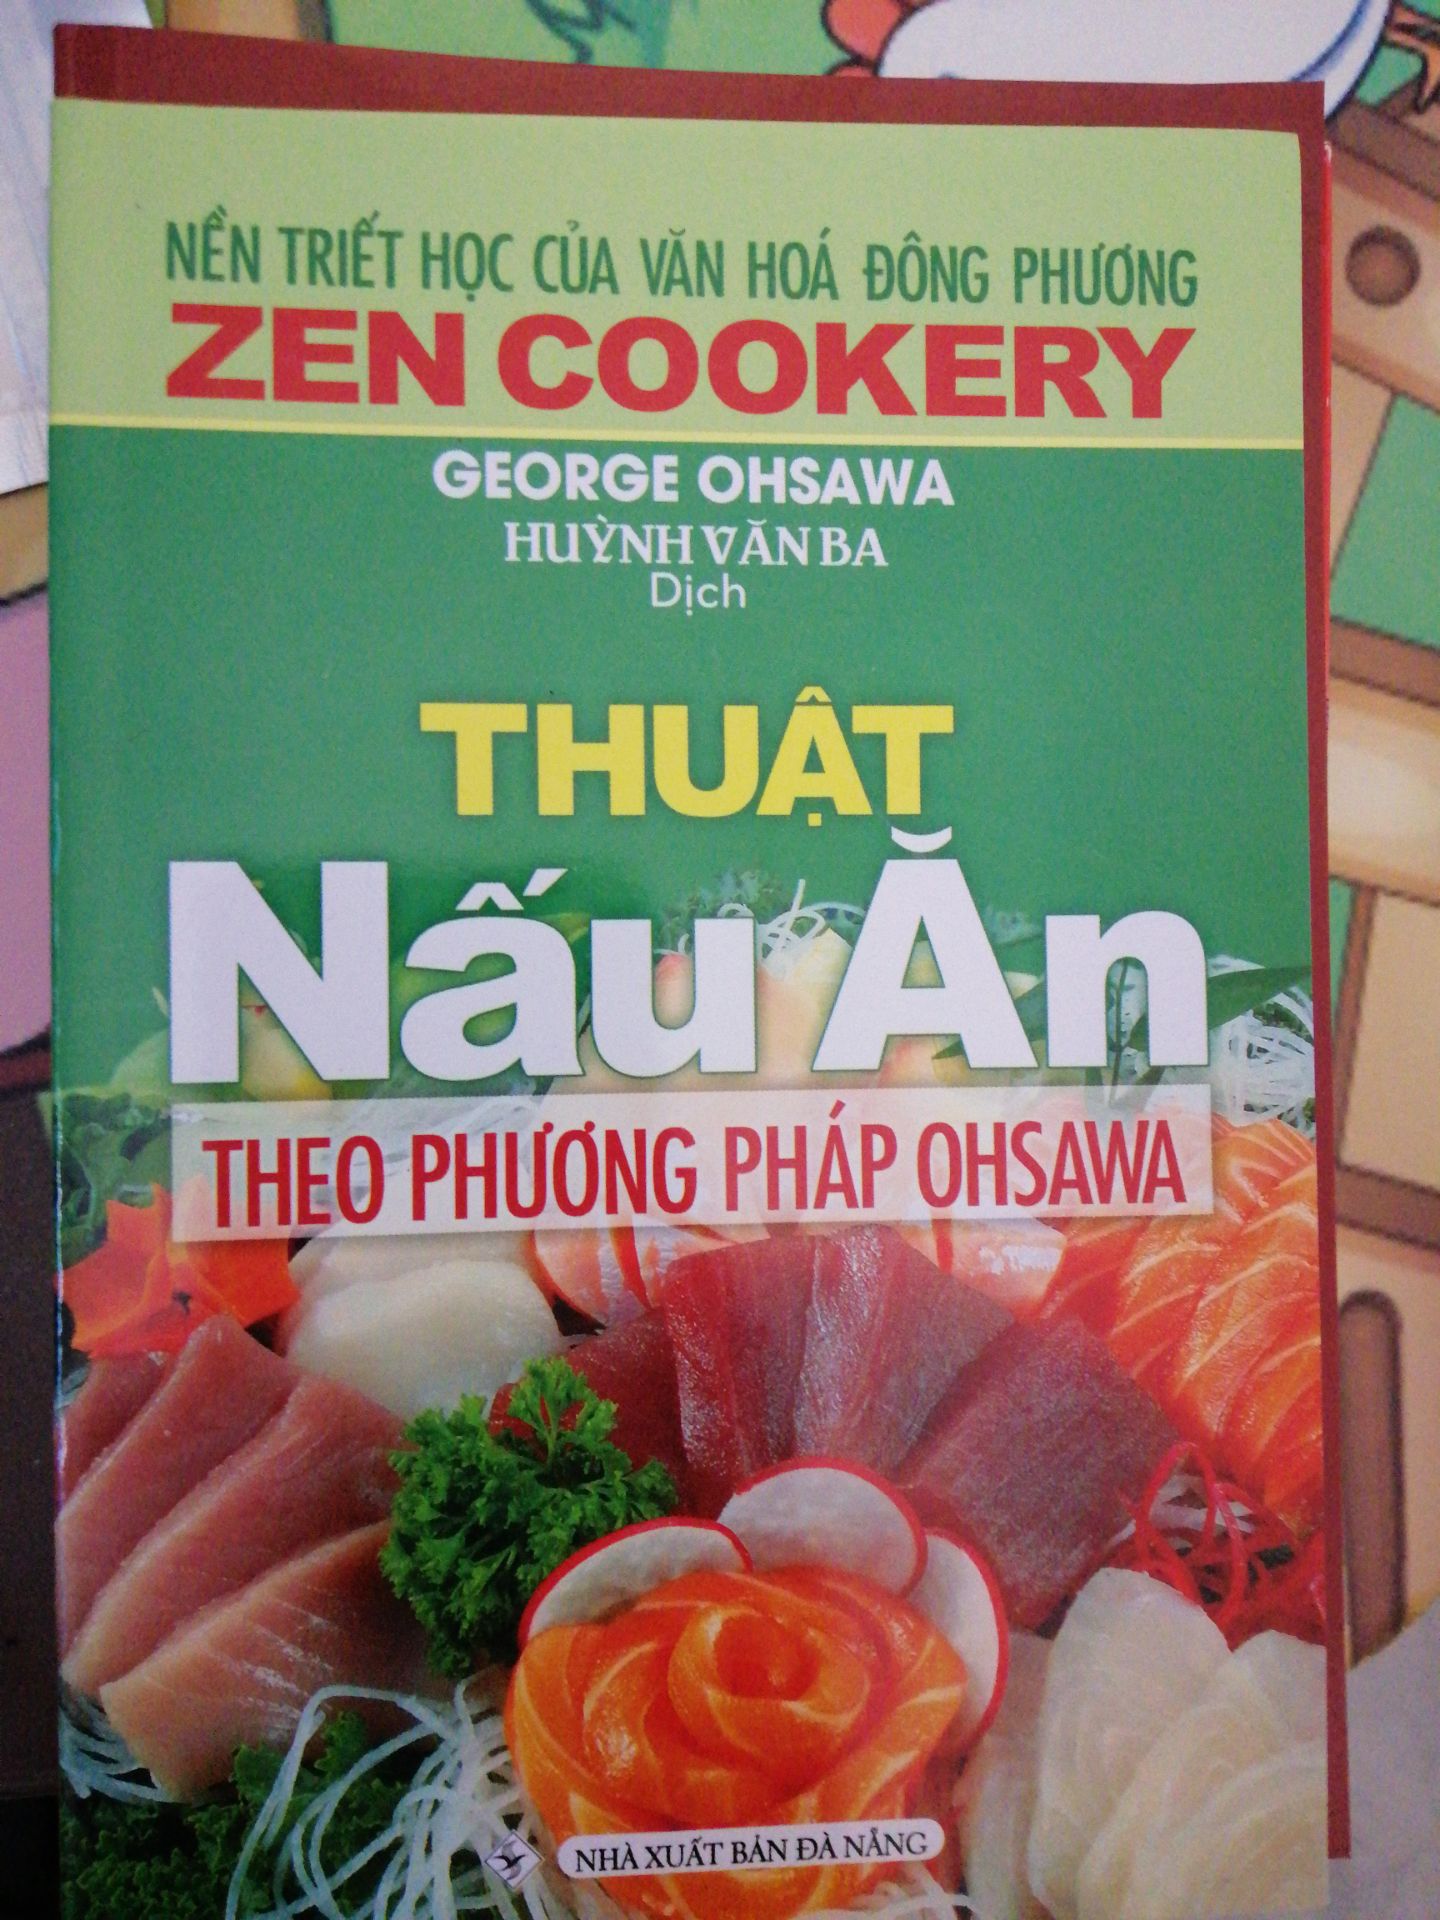 NỀN TRIẾT HỌC CỦA VĂN HOÁ ĐÔNG PHƯƠNG
ZEN COOKERY
GEORGE OHSAWA
HUỲNH VĂN BA
Dịch
THUẬT
Nấu Ăn
THEO PHƯƠNG PHÁP OHSAWA
NHÀ XUẤT BẢN ĐÀ NẴNG